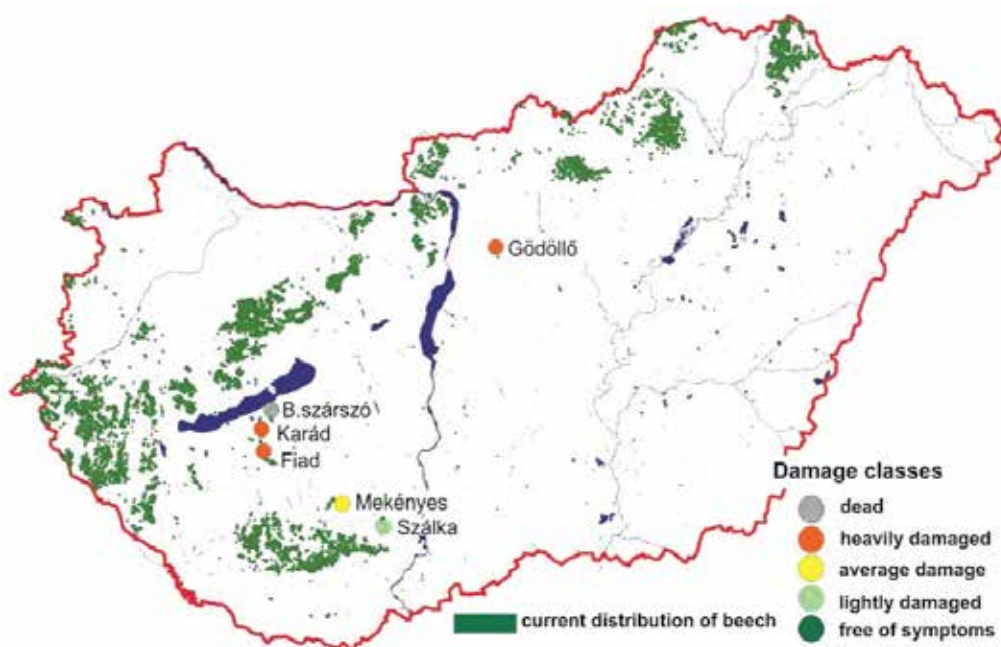 Gödöllő
B.szárszó
Karád
Fiad
Mekényes
Szálka
Damage classes
dead
heavily damaged
average damage
lightly damaged
free of symptoms
current distribution of beech